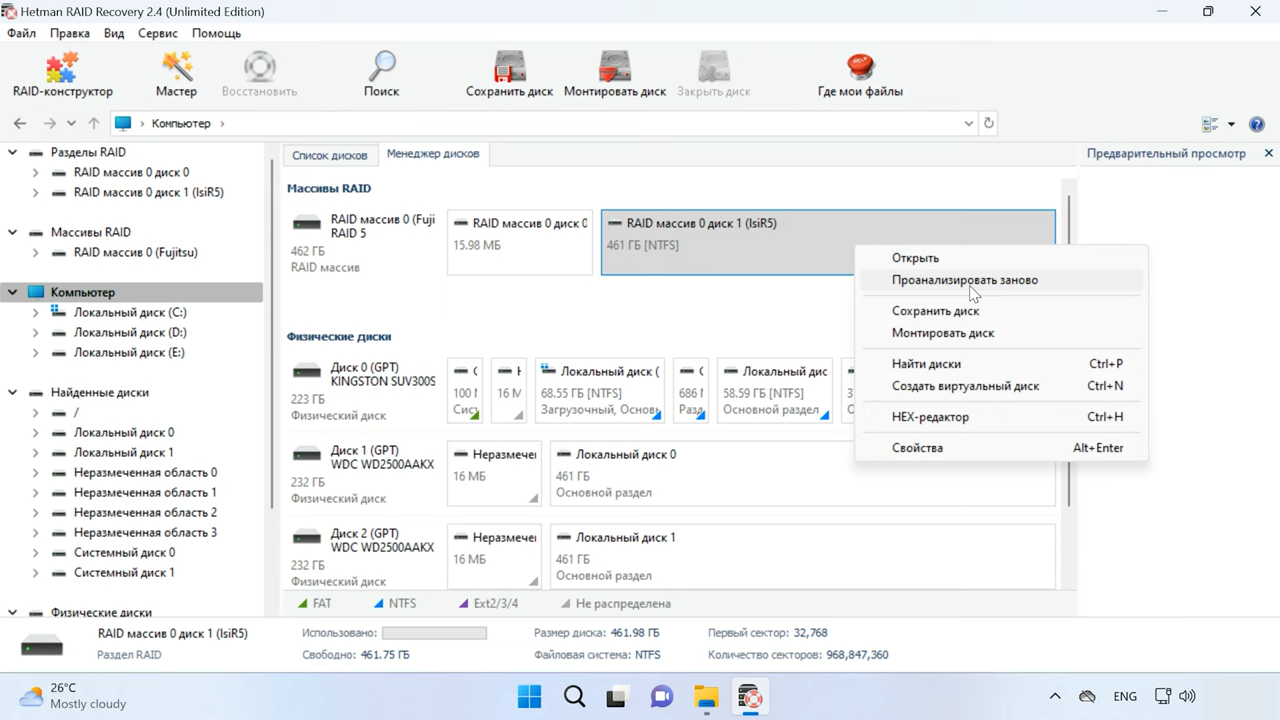 Hetman RAID Recovery 2.4 (Unlimited Edition)
Файл Правка Вид Сервис Помощь
RAID-конструктор Мастер Восстановить Поиск Сохранить диск Монтировать диск Закрыть диск Где мои файлы
Компьютер
Разделы RAID
RAID массив 0 диск 0
RAID массив 0 диск 1 (IsiR5)
Массивы RAID
RAID массив 0 (Fujitsu)
Компьютер
Локальный диск (C:)
Локальный диск (D:)
Локальный диск (E:)
Найденные диски
/
Локальный диск 0
Локальный диск 1
Неразмеченная область 0
Неразмеченная область 1
Неразмеченная область 2
Неразмеченная область 3
Системный диск 0
Системный диск 1
Физические диски
Список дисков Менеджер дисков
Массивы RAID
RAID массив 0 (Fuji
RAID 5
462 ГБ
RAID массив
RAID массив 0 диск 0
15.98 МБ
RAID массив 0 диск 1 (IsiR5)
461 ГБ [NTFS]
Физические диски
Диск 0 (GPT)
KINGSTON SUV300S
223 ГБ
Физический диск
100
Сис
16 М
Локальный диск (
68.55 ГБ [NTFS]
Загрузочный, Основ
686
Разд
Локальный диск
58.59 ГБ [NTFS]
Основной раздел
Диск 1 (GPT)
WDC WD2500AAKX
232 ГБ
Физический диск
Неразмечен
16 МБ
Локальный диск 0
461 ГБ
Основной раздел
Диск 2 (GPT)
WDC WD2500AAKX
232 ГБ
Физический диск
Неразмечен
16 МБ
Локальный диск 1
461 ГБ
Основной раздел
FAT NTFS Ext2/3/4 Не распределена
Предварительный просмотр
Открыть
Проанализировать заново
Сохранить диск
Монтировать диск
Найти диски Ctrl+P
Создать виртуальный диск Ctrl+N
HEX-редактор Ctrl+H
Свойства Alt+Enter
RAID массив 0 диск 1 (IsiR5)
Раздел RAID
Использовано:
Свободно: 461.75 ГБ
Размер диска: 461.98 ГБ
Файловая система: NTFS
Первый сектор: 32,768
Количество секторов: 968,847,360
26°C
Mostly cloudy
ENG